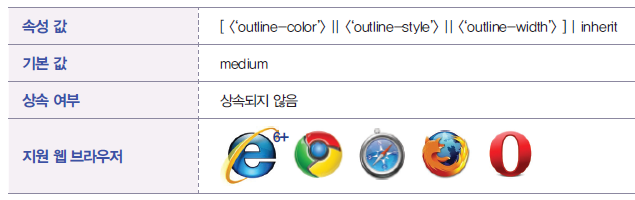 속성 값 [ 〈‘outline-color’〉 || 〈‘outline-style’〉 || 〈‘outline-width’〉 ] | inherit
기본 값 medium
상속 여부 상속되지 않음
지원 웹 브라우저 6+